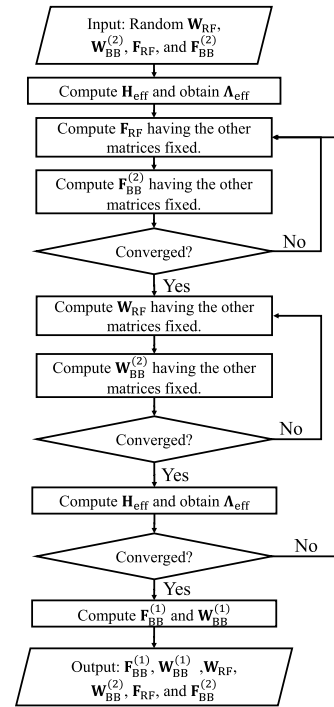 Input: Random W_RF,
W_BB^(2), F_RF, and F_BB^(2)
Compute H_eff and obtain Λ_eff
Compute F_RF having the other
matrices fixed.
Compute F_BB^(2) having the other
matrices fixed.
Converged?
No
Yes
Compute W_RF having the other
matrices fixed.
Compute W_BB^(2) having the other
matrices fixed.
Converged?
No
Yes
Compute H_eff and obtain Λ_eff
Converged?
No
Yes
Compute F_BB^(1) and W_BB^(1)
Output: F_BB^(1), W_BB^(1) ,W_RF,
W_BB^(2), F_RF, and F_BB^(2)